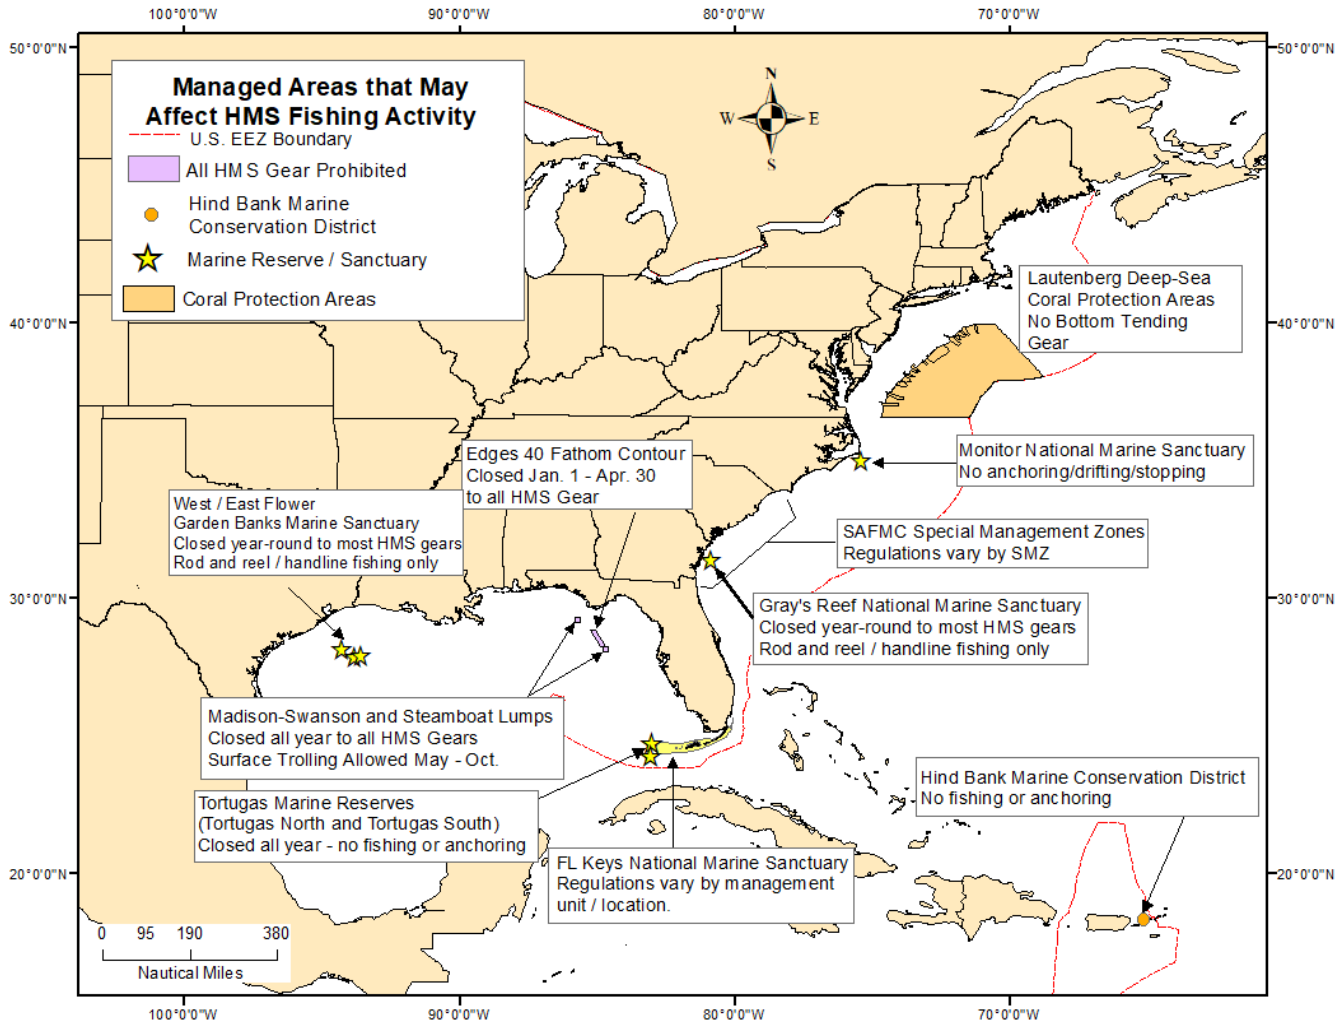 100°0'0"W 90°0'0"W 80°0'0"W 70°0'0"W
50°0'0"N 50°0'0"N
Managed Areas that May
Affect HMS Fishing Activity
U.S. EEZ Boundary
All HMS Gear Prohibited
Hind Bank Marine
Conservation District
Marine Reserve / Sanctuary
Coral Protection Areas
N
W E
S
Lautenberg Deep-Sea
Coral Protection Areas
No Bottom Tending
Gear
40°0'0"N 40°0'0"N
Monitor National Marine Sanctuary
No anchoring/drifting/stopping
Edges 40 Fathom Contour
Closed Jan. 1 - Apr. 30
to all HMS Gear
West / East Flower
Garden Banks Marine Sanctuary
Closed year-round to most HMS gears
Rod and reel / handline fishing only
SAFMC Special Management Zones
Regulations vary by SMZ
30°0'0"N 30°0'0"N
Gray's Reef National Marine Sanctuary
Closed year-round to most HMS gears
Rod and reel / handline fishing only
Madison-Swanson and Steamboat Lumps
Closed all year to all HMS Gears
Surface Trolling Allowed May - Oct.
Hind Bank Marine Conservation District
No fishing or anchoring
Tortugas Marine Reserves
(Tortugas North and Tortugas South)
Closed all year - no fishing or anchoring
FL Keys National Marine Sanctuary
Regulations vary by management
unit / location.
20°0'0"N 20°0'0"N
0 95 190 380
Nautical Miles
100°0'0"W 90°0'0"W 80°0'0"W 70°0'0"W